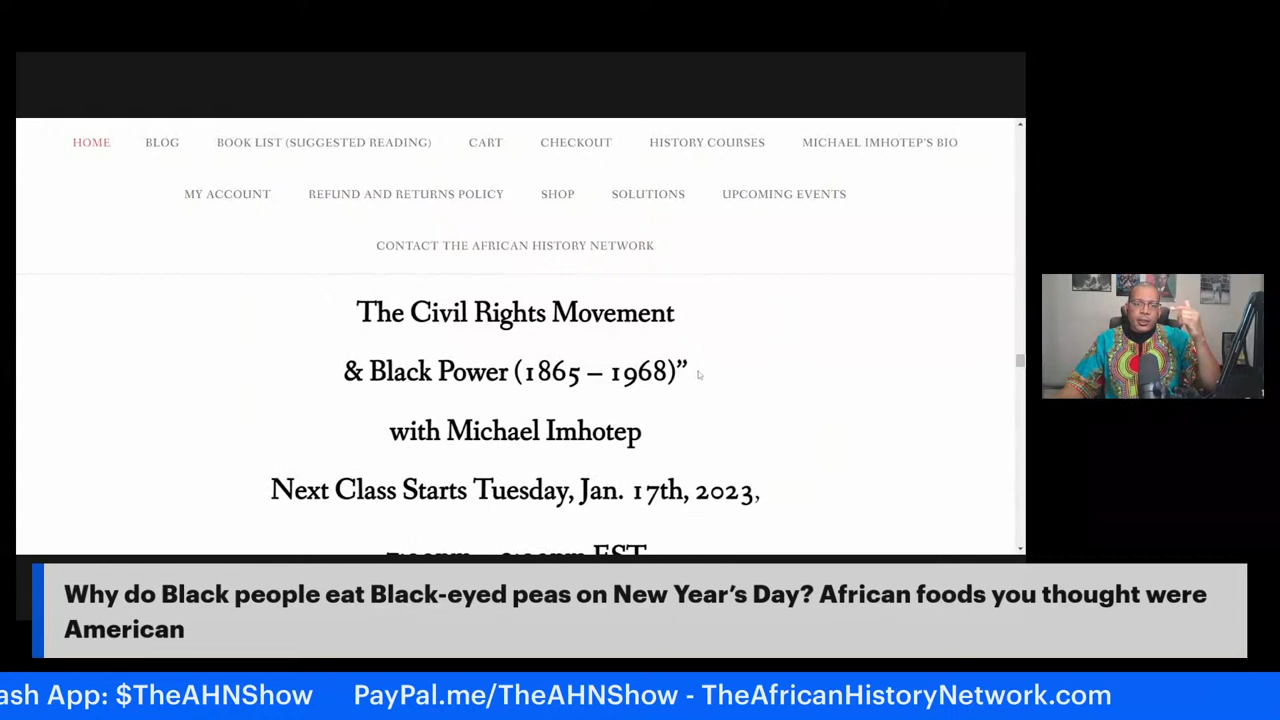 HOME BLOG BOOK LIST (SUGGESTED READING) CART CHECKOUT HISTORY COURSES MICHAEL IMHOTEP'S BIO
MY ACCOUNT REFUND AND RETURNS POLICY SHOP SOLUTIONS UPCOMING EVENTS
CONTACT THE AFRICAN HISTORY NETWORK
The Civil Rights Movement
& Black Power (1865 – 1968)”
with Michael Imhotep
Next Class Starts Tuesday, Jan. 17th, 2023,
EST
Why do Black people eat Black-eyed peas on New Year’s Day? African foods you thought were
American
ash App: $TheAHNShow PayPal.me/TheAHNShow - TheAfricanHistoryNetwork.com